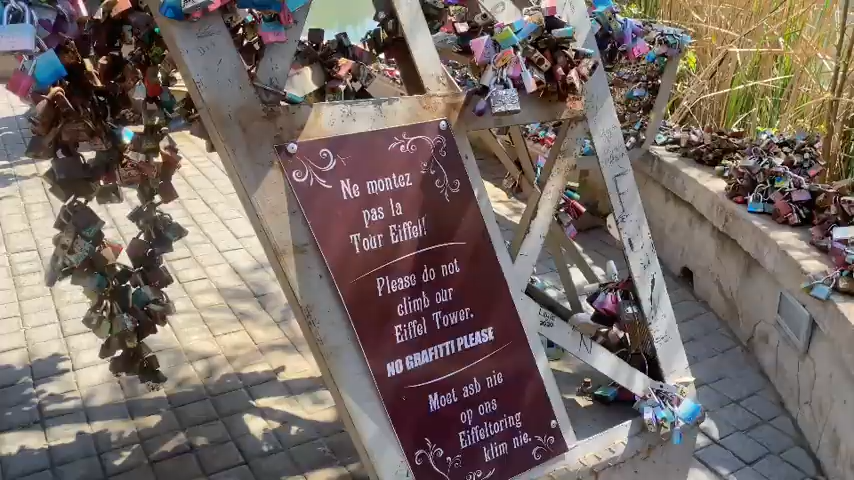 Ne montez
pas la
Tour Eiffel!
Please do not
climb our
Eiffel Tower.
NO GRAFITTI PLEASE
Moet asb nie
op ons
Eiffeltoring
klim nie.